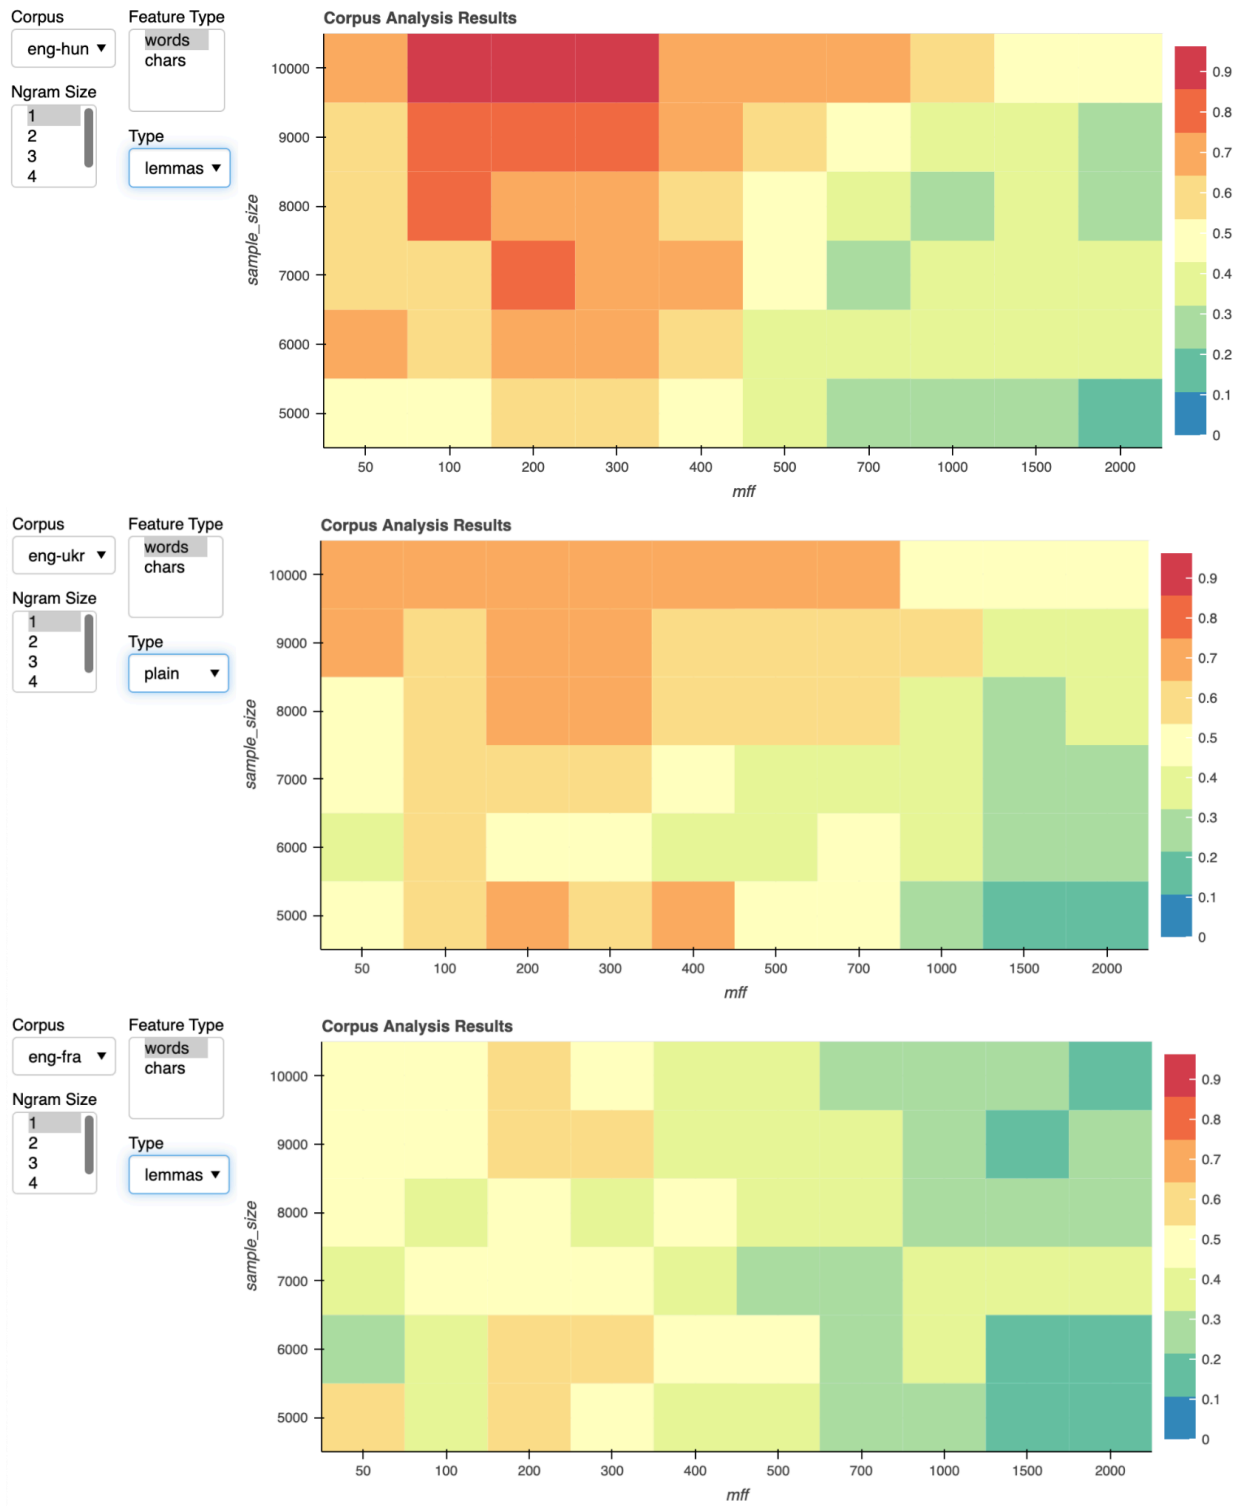 Corpus
eng-hun
Feature Type
words
chars
Ngram Size
1
2
3
4
Type
lemmas
Corpus Analysis Results
10000
9000
8000
7000
6000
5000
sample_size
50 100 200 300 400 500 700 1000 1500 2000
mff
0.9
0.8
0.7
0.6
0.5
0.4
0.3
0.2
0.1
0
Corpus
eng-ukr
Feature Type
words
chars
Ngram Size
1
2
3
4
Type
plain
Corpus Analysis Results
10000
9000
8000
7000
6000
5000
sample_size
50 100 200 300 400 500 700 1000 1500 2000
mff
0.9
0.8
0.7
0.6
0.5
0.4
0.3
0.2
0.1
0
Corpus
eng-fra
Feature Type
words
chars
Ngram Size
1
2
3
4
Type
lemmas
Corpus Analysis Results
10000
9000
8000
7000
6000
5000
sample_size
50 100 200 300 400 500 700 1000 1500 2000
mff
0.9
0.8
0.7
0.6
0.5
0.4
0.3
0.2
0.1
0